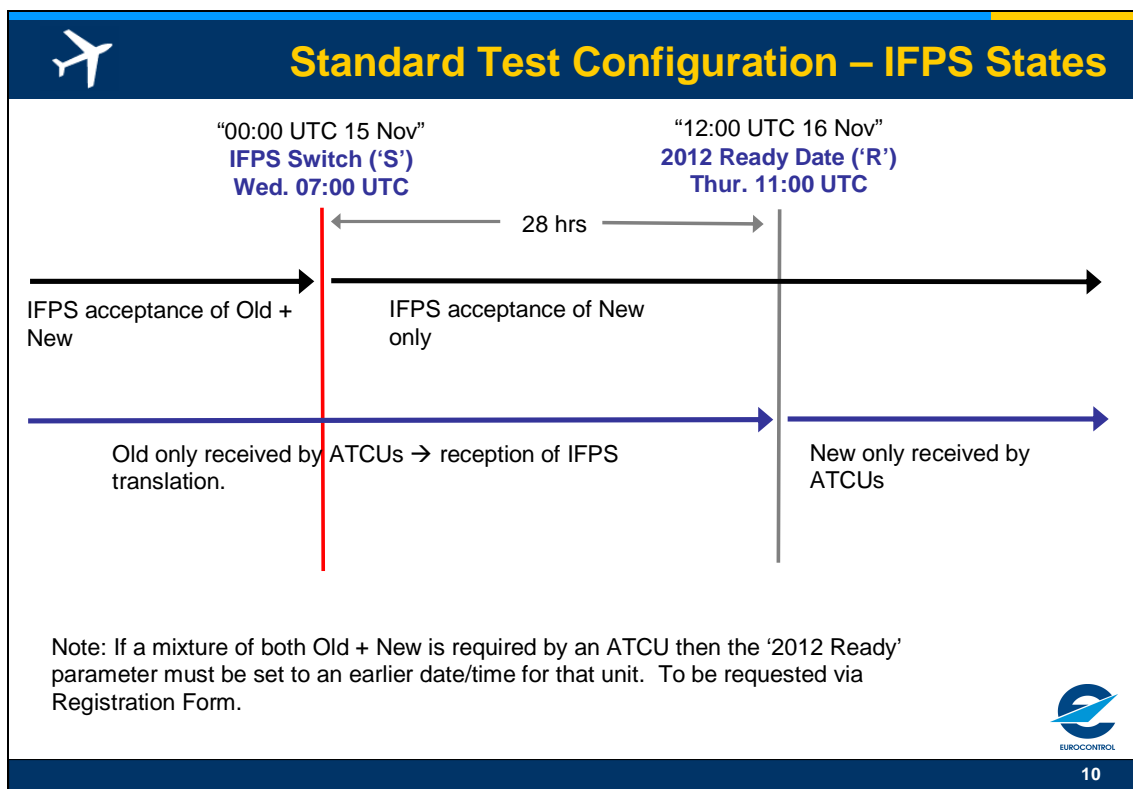 Standard Test Configuration – IFPS States
“00:00 UTC 15 Nov”
IFPS Switch (‘S’)
Wed. 07:00 UTC
“12:00 UTC 16 Nov”
2012 Ready Date (‘R’)
Thur. 11:00 UTC
28 hrs
IFPS acceptance of Old +
New
IFPS acceptance of New
only
Old only received by ATCUs → reception of IFPS
translation.
New only received by
ATCUs
Note: If a mixture of both Old + New is required by an ATCU then the ‘2012 Ready’
parameter must be set to an earlier date/time for that unit.  To be requested via
Registration Form.
EUROCONTROL
10